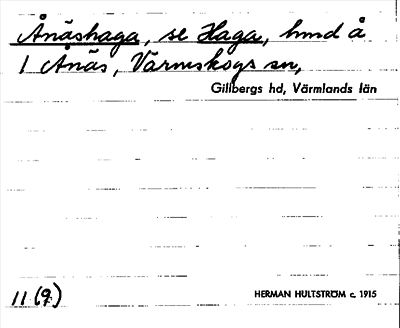 Ånäshaga, se Haga, hmd å
1 Ånäs, Värmskogs sn,
Gillbergs hd, Värmlands län
11 (9.)
HERMAN HULTSTRÖM c. 1915